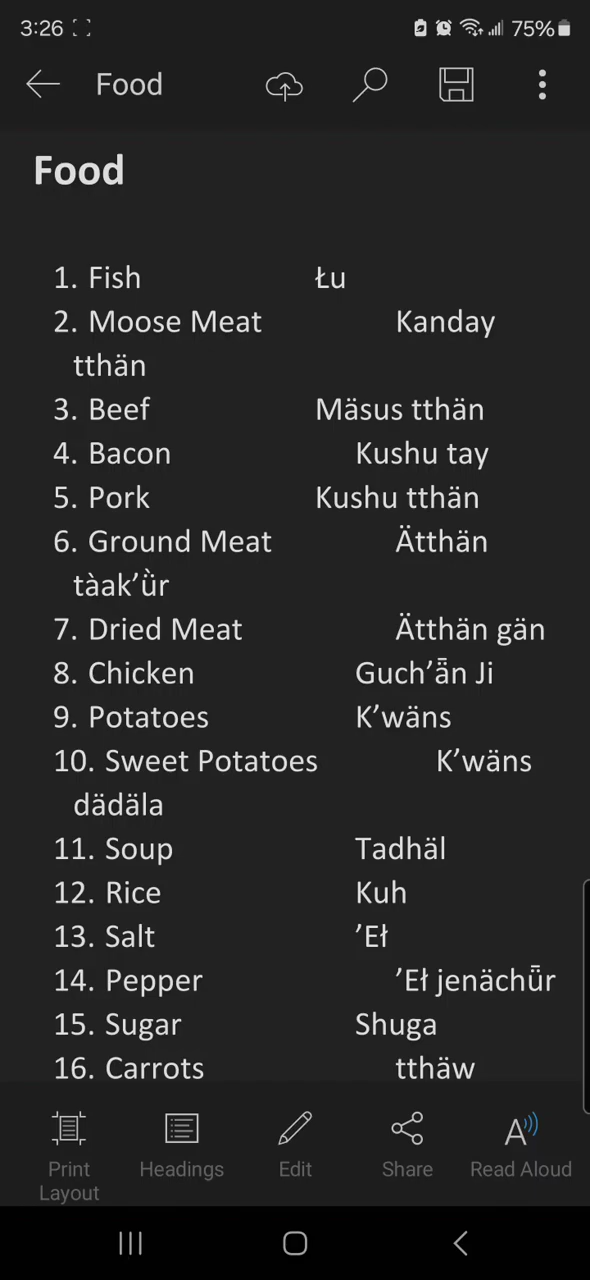 3:26 75%
Food
Food
1. Fish Łu
2. Moose Meat Kanday
tthän
3. Beef Mäsus tthän
4. Bacon Kushu tay
5. Pork Kushu tthän
6. Ground Meat Ätthän
tàak’ǜr
7. Dried Meat Ätthän gän
8. Chicken Guch’ǟn Ji
9. Potatoes K’wäns
10. Sweet Potatoes K’wäns
dädäla
11. Soup Tadhäl
12. Rice Kuh
13. Salt ’Eł
14. Pepper ’Eł jenächǖr
15. Sugar Shuga
16. Carrots tthäw
Print
Layout
Headings
Edit
Share
Read Aloud